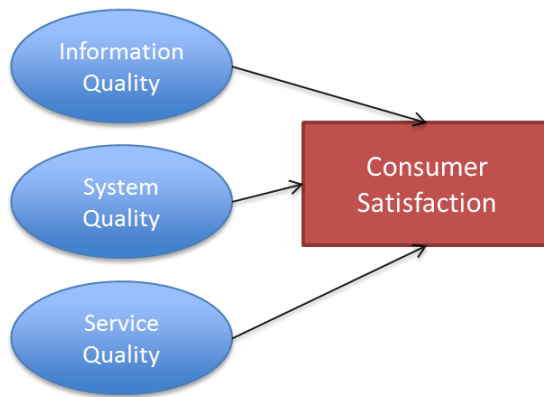 Information
Quality
System
Quality
Service
Quality
Consumer
Satisfaction